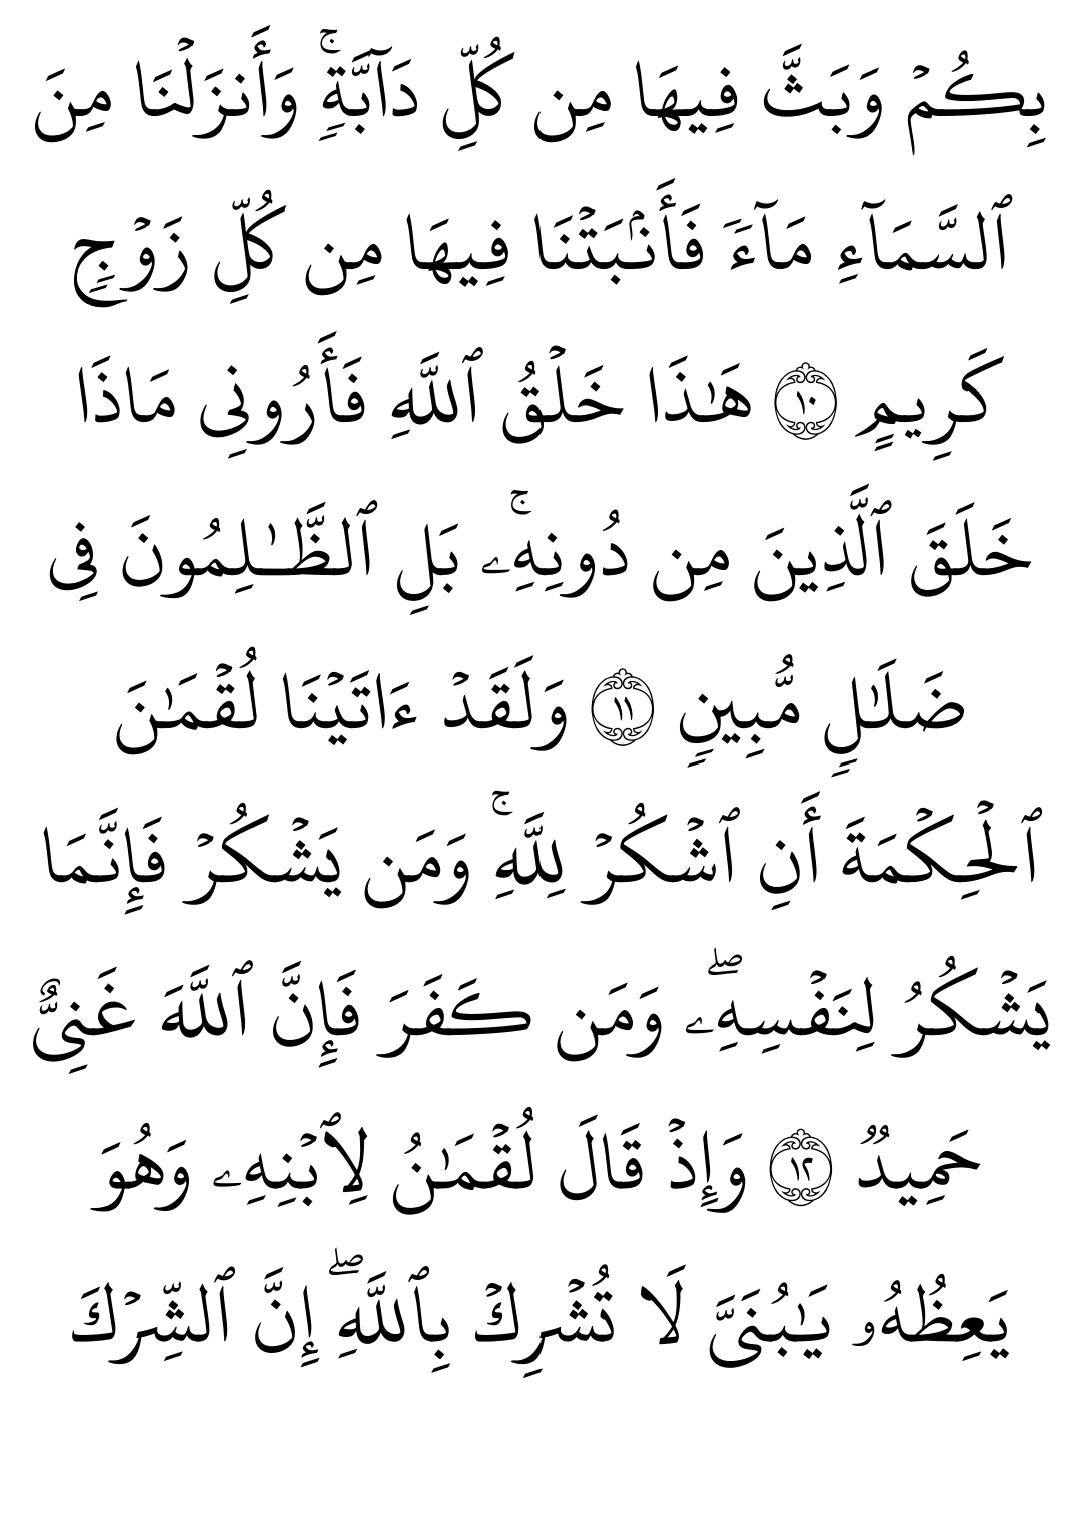 بِكُمۡ وَبَثَّ فِيهَا مِن كُلِّ دَآبَّةٖۚ وَأَنزَلۡنَا مِنَ
ٱلسَّمَآءِ مَآءَٗ فَأَنۢبَتۡنَا فِيهَا مِن كُلِّ زَوۡجٖ
كَرِيمٍ ١٠ هَٰذَا خَلۡقُ ٱللَّهِ فَأَرُونِي مَاذَا
خَلَقَ ٱلَّذِينَ مِن دُونِهِۦۚ بَلِ ٱلظَّٰلِمُونَ فِي
ضَلَٰلٖ مُّبِينٖ ١١ وَلَقَدۡ ءَاتَيۡنَا لُقۡمَٰنَ
ٱلۡحِكۡمَةَ أَنِ ٱشۡكُرۡ لِلَّهِۚ وَمَن يَشۡكُرۡ فَإِنَّمَا
يَشۡكُرُ لِنَفۡسِهِۦۖ وَمَن كَفَرَ فَإِنَّ ٱللَّهَ غَنِيٌّ
حَمِيدٞ ١٢ وَإِذۡ قَالَ لُقۡمَٰنُ لِٱبۡنِهِۦ وَهُوَ
يَعِظُهُۥ يَٰبُنَيَّ لَا تُشۡرِكۡ بِٱللَّهِۖ إِنَّ ٱلشِّرۡكَ